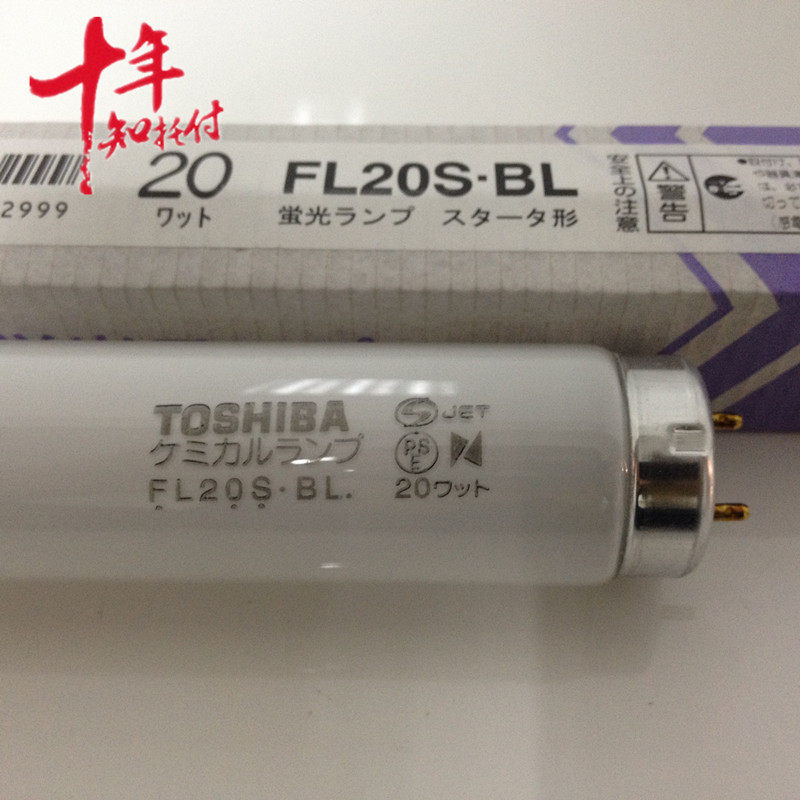 十年
知托付
2999
20
ワット
FL20S·BL
蛍光ランプ スタータ形
安全上の注意
警告
TOSHIBA
ケミカルランプ
FL20S·BL.
JET
PS
E
20ワット